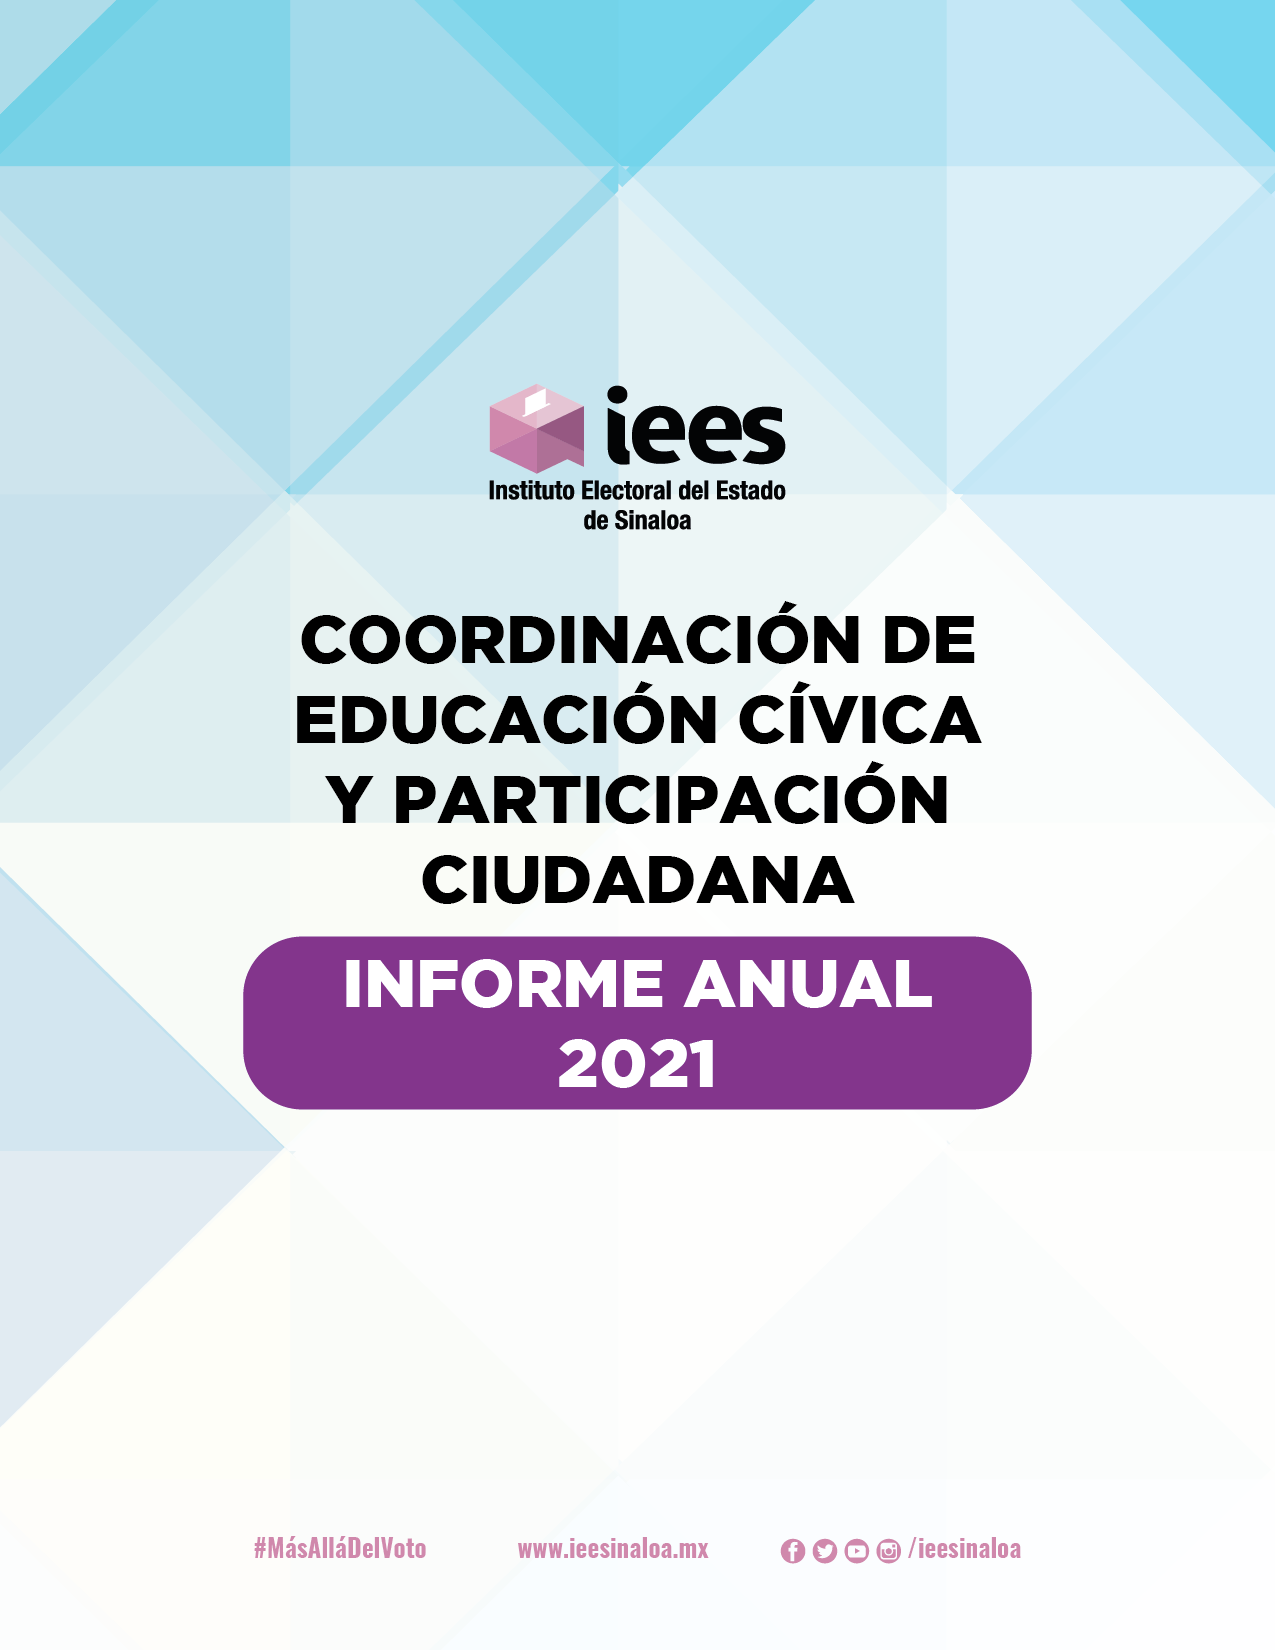 iees
Instituto Electoral del Estado
de Sinaloa
COORDINACIÓN DE
EDUCACIÓN CÍVICA
Y PARTICIPACIÓN
CIUDADANA
INFORME ANUAL
2021
#MásAlláDelVoto www.ieesinaloa.mx /ieesinaloa